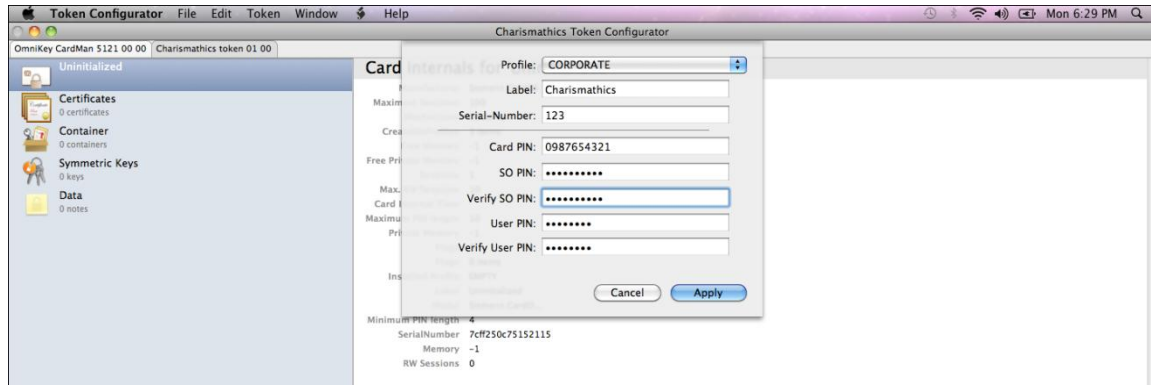 Token Configurator File Edit Token Window Help Mon 6:29 PM
Charismathics Token Configurator
OmniKey CardMan 5121 00 00 Charismathics token 01 00
Uninitialized
Certificates
0 certificates
Container
0 containers
Symmetric Keys
0 keys
Data
0 notes
Card Internals for
Profile: CORPORATE
Label: Charismathics
Serial-Number: 123
Card PIN: 0987654321
SO PIN: ••••••••••
Verify SO PIN: ••••••••••
User PIN: ••••••••
Verify User PIN: ••••••••
Cancel Apply
Minimum PIN length 4
SerialNumber 7cff250c75152115
Memory -1
RW Sessions 0